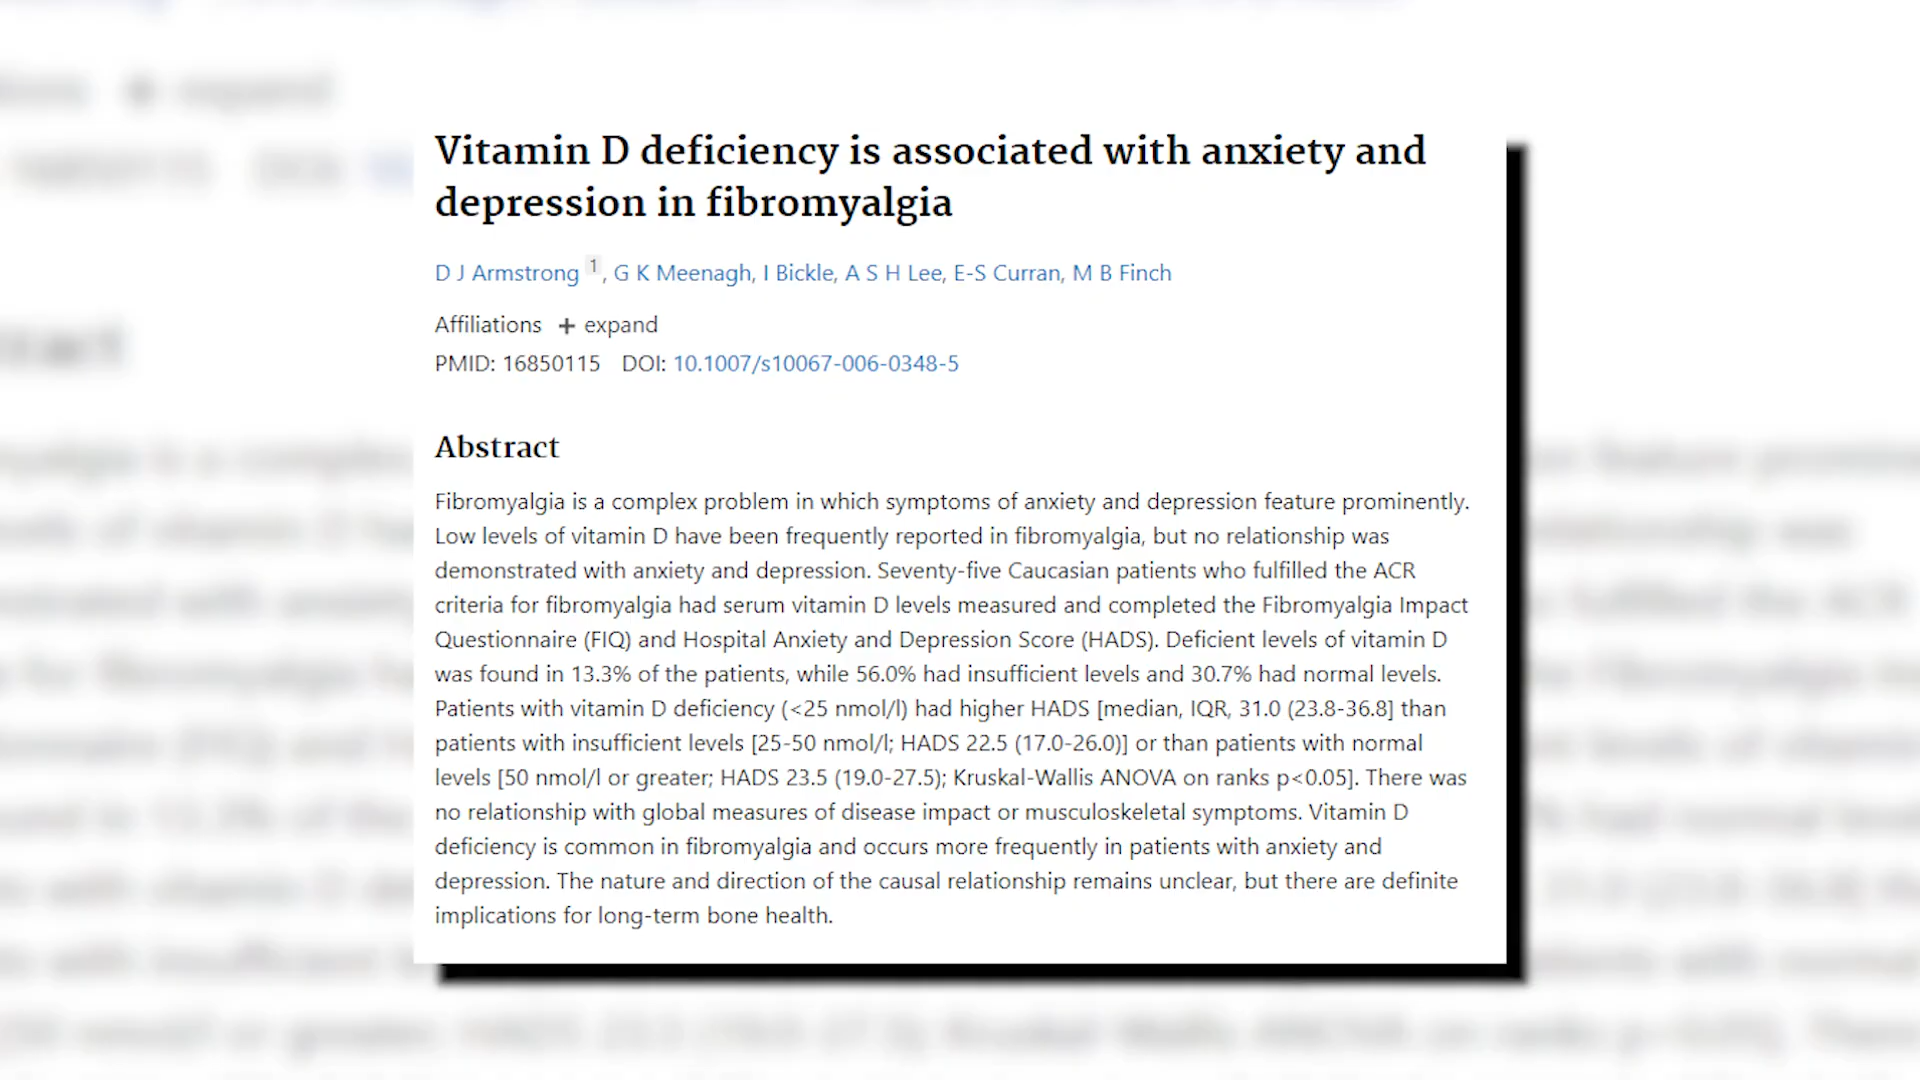 Vitamin D deficiency is associated with anxiety and
depression in fibromyalgia
D J Armstrong 1, G K Meenagh, I Bickle, A S H Lee, E-S Curran, M B Finch
Affiliations + expand
PMID: 16850115 DOI: 10.1007/s10067-006-0348-5
Abstract
Fibromyalgia is a complex problem in which symptoms of anxiety and depression feature prominently.
Low levels of vitamin D have been frequently reported in fibromyalgia, but no relationship was
demonstrated with anxiety and depression. Seventy-five Caucasian patients who fulfilled the ACR
criteria for fibromyalgia had serum vitamin D levels measured and completed the Fibromyalgia Impact
Questionnaire (FIQ) and Hospital Anxiety and Depression Score (HADS). Deficient levels of vitamin D
was found in 13.3% of the patients, while 56.0% had insufficient levels and 30.7% had normal levels.
Patients with vitamin D deficiency (<25 nmol/l) had higher HADS [median, IQR, 31.0 (23.8-36.8] than
patients with insufficient levels [25-50 nmol/l; HADS 22.5 (17.0-26.0)] or than patients with normal
levels [50 nmol/l or greater; HADS 23.5 (19.0-27.5); Kruskal-Wallis ANOVA on ranks p<0.05]. There was
no relationship with global measures of disease impact or musculoskeletal symptoms. Vitamin D
deficiency is common in fibromyalgia and occurs more frequently in patients with anxiety and
depression. The nature and direction of the causal relationship remains unclear, but there are definite
implications for long-term bone health.